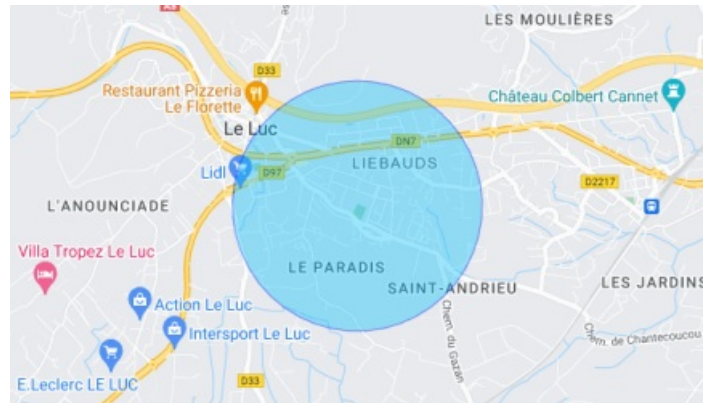 A8
LES MOULIÈRES
D33
Restaurant Pizzeria
Le Florette
Château Colbert Cannet
Le Luc
DN7
LIEBAUDS
Lidl
D97
D2217
L'ANOUNCIADE
Villa Tropez Le Luc
LE PARADIS
SAINT-ANDRIEU
LES JARDINS
Action Le Luc
Intersport Le Luc
Chem. du Gazan
Chem. de Chantecoucou
E.Leclerc LE LUC
D33